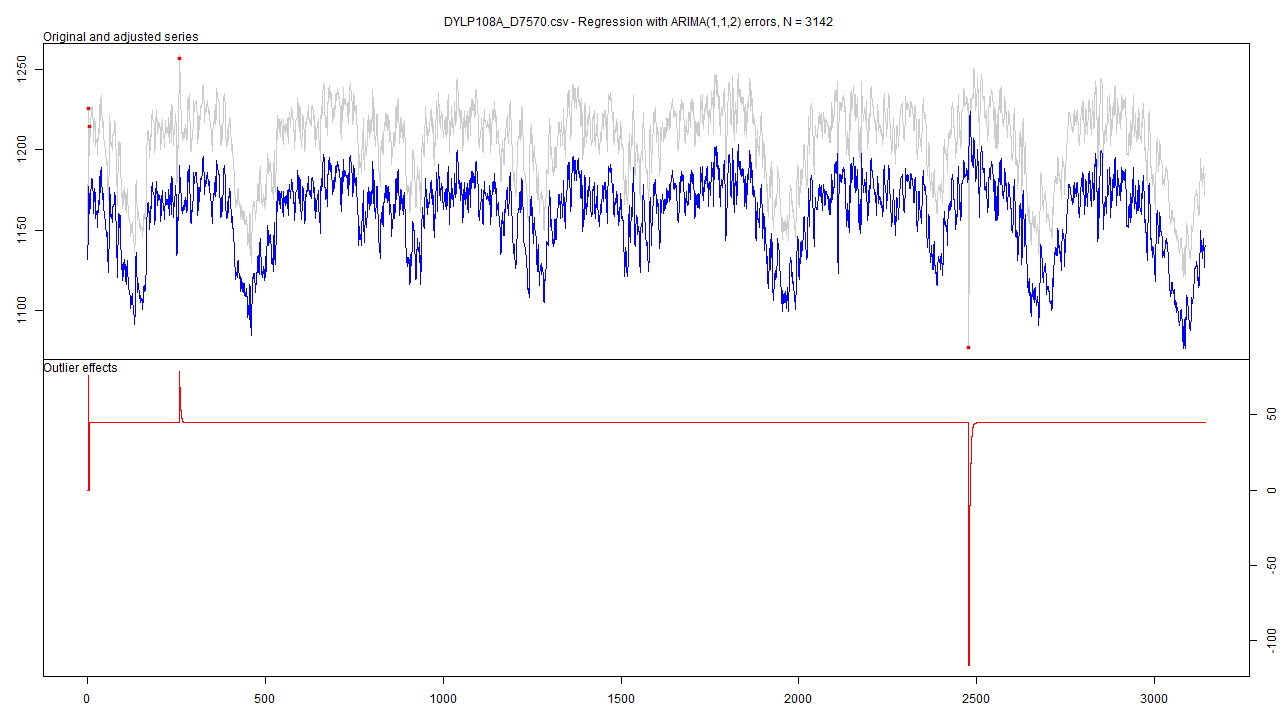 DYLP108A_D7570.csv - Regression with ARIMA(1,1,2) errors, N = 3142
Original and adjusted series
1250
1200
1150
1100
Outlier effects
50
0
-50
-100
0 500 1000 1500 2000 2500 3000